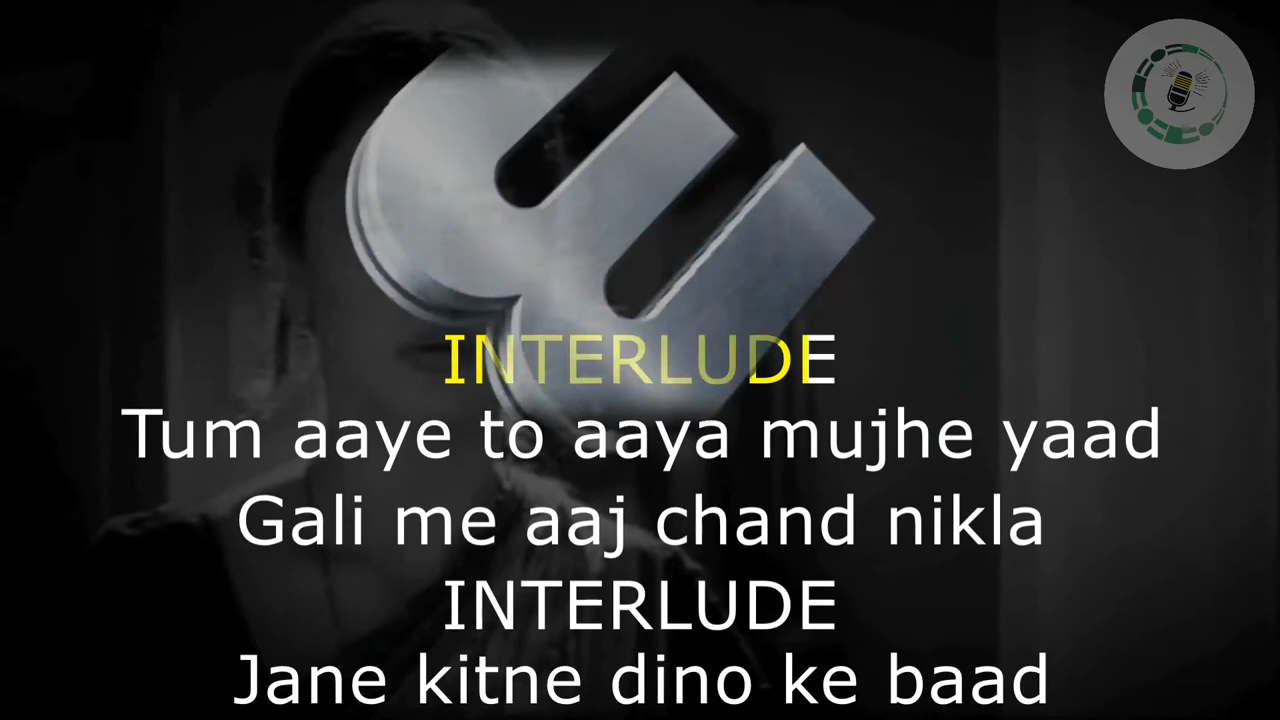 INTERLUDE
Tum aaye to aaya mujhe yaad
Gali me aaj chand nikla
INTERLUDE
Jane kitne dino ke baad